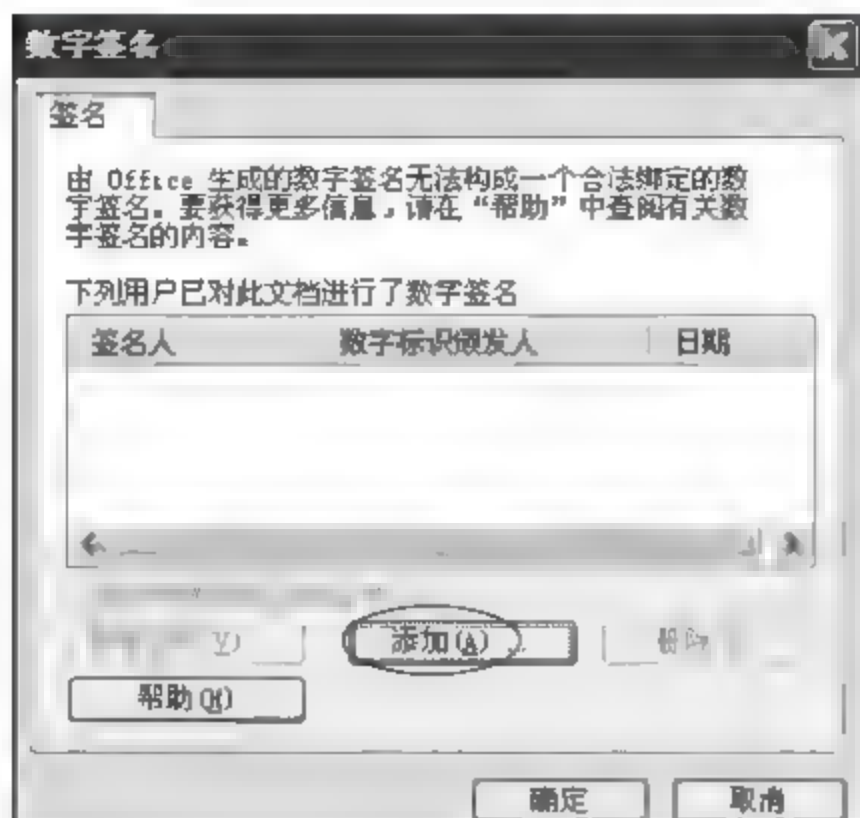 数字签名
签名
由 Office 生成的数字签名无法构成一个合法绑定的数
字签名。要获得更多信息，请在“帮助”中查阅有关数
字签名的内容。
下列用户已对此文档进行了数字签名
签名人 数字标识颁发人 日期
V) 添加(A)... 删除
帮助(H)
确定 取消